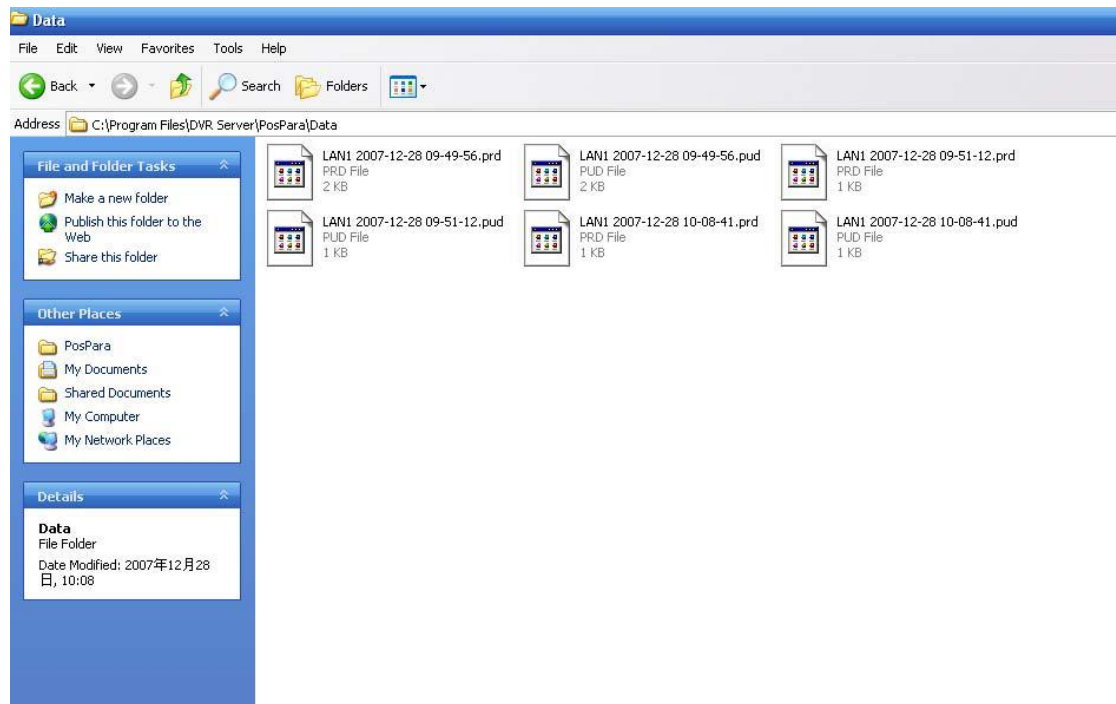 Data
File Edit View Favorites Tools Help
Back Search Folders
Address C:\Program Files\DVR Server\PosPara\Data
File and Folder Tasks
Make a new folder
Publish this folder to the
Web
Share this folder
Other Places
PosPara
My Documents
Shared Documents
My Computer
My Network Places
Details
Data
File Folder
Date Modified: 2007年12月28
日, 10:08
LAN1 2007-12-28 09-49-56.prd
PRD File
2 KB
LAN1 2007-12-28 09-49-56.pud
PUD File
2 KB
LAN1 2007-12-28 09-51-12.prd
PRD File
1 KB
LAN1 2007-12-28 09-51-12.pud
PUD File
1 KB
LAN1 2007-12-28 10-08-41.prd
PRD File
1 KB
LAN1 2007-12-28 10-08-41.pud
PUD File
1 KB